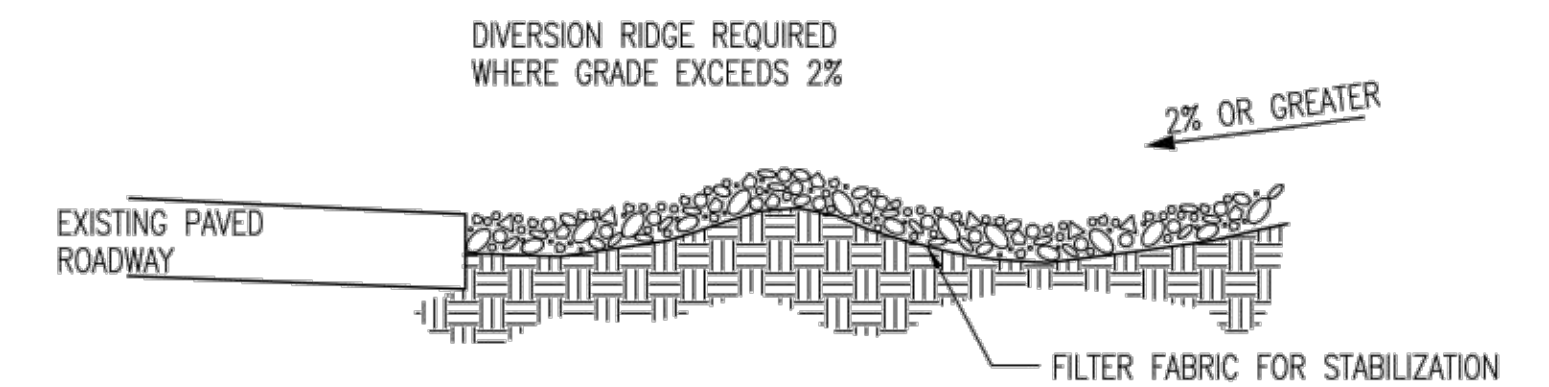 DIVERSION RIDGE REQUIRED
WHERE GRADE EXCEEDS 2%
2% OR GREATER
EXISTING PAVED
ROADWAY
FILTER FABRIC FOR STABILIZATION